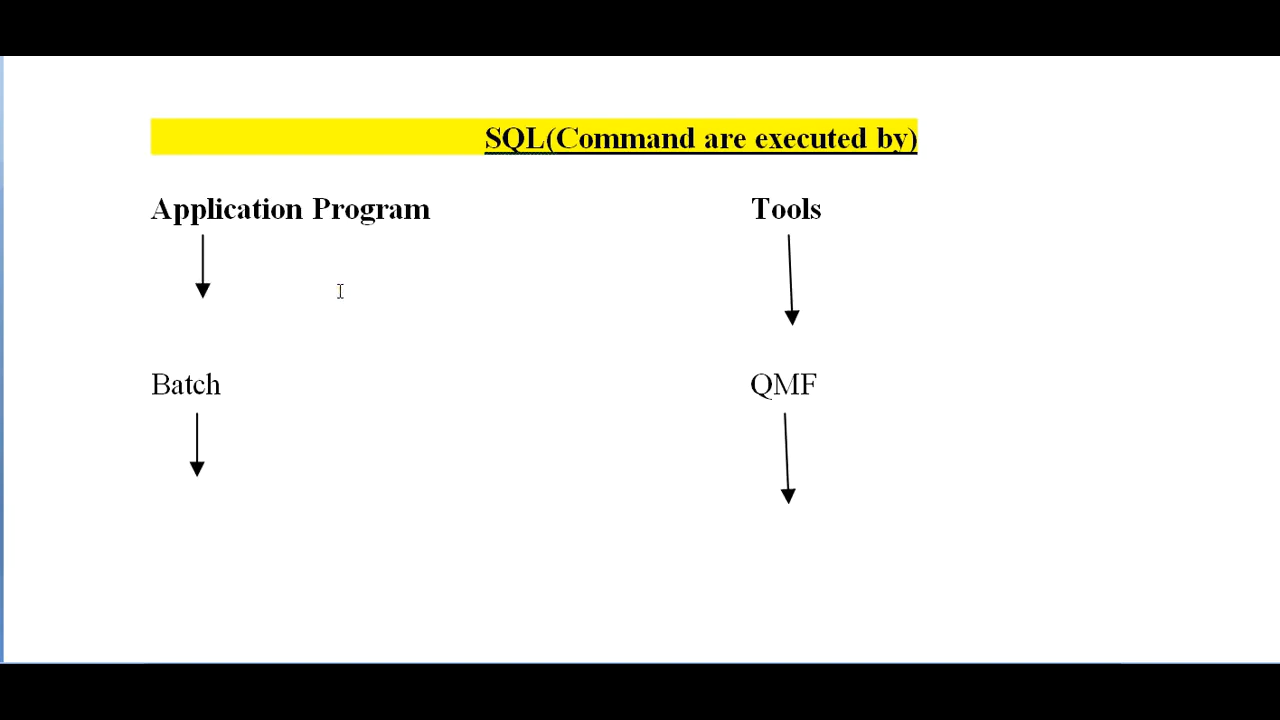 SQL(Command are executed by)
Application Program Tools
Batch QMF